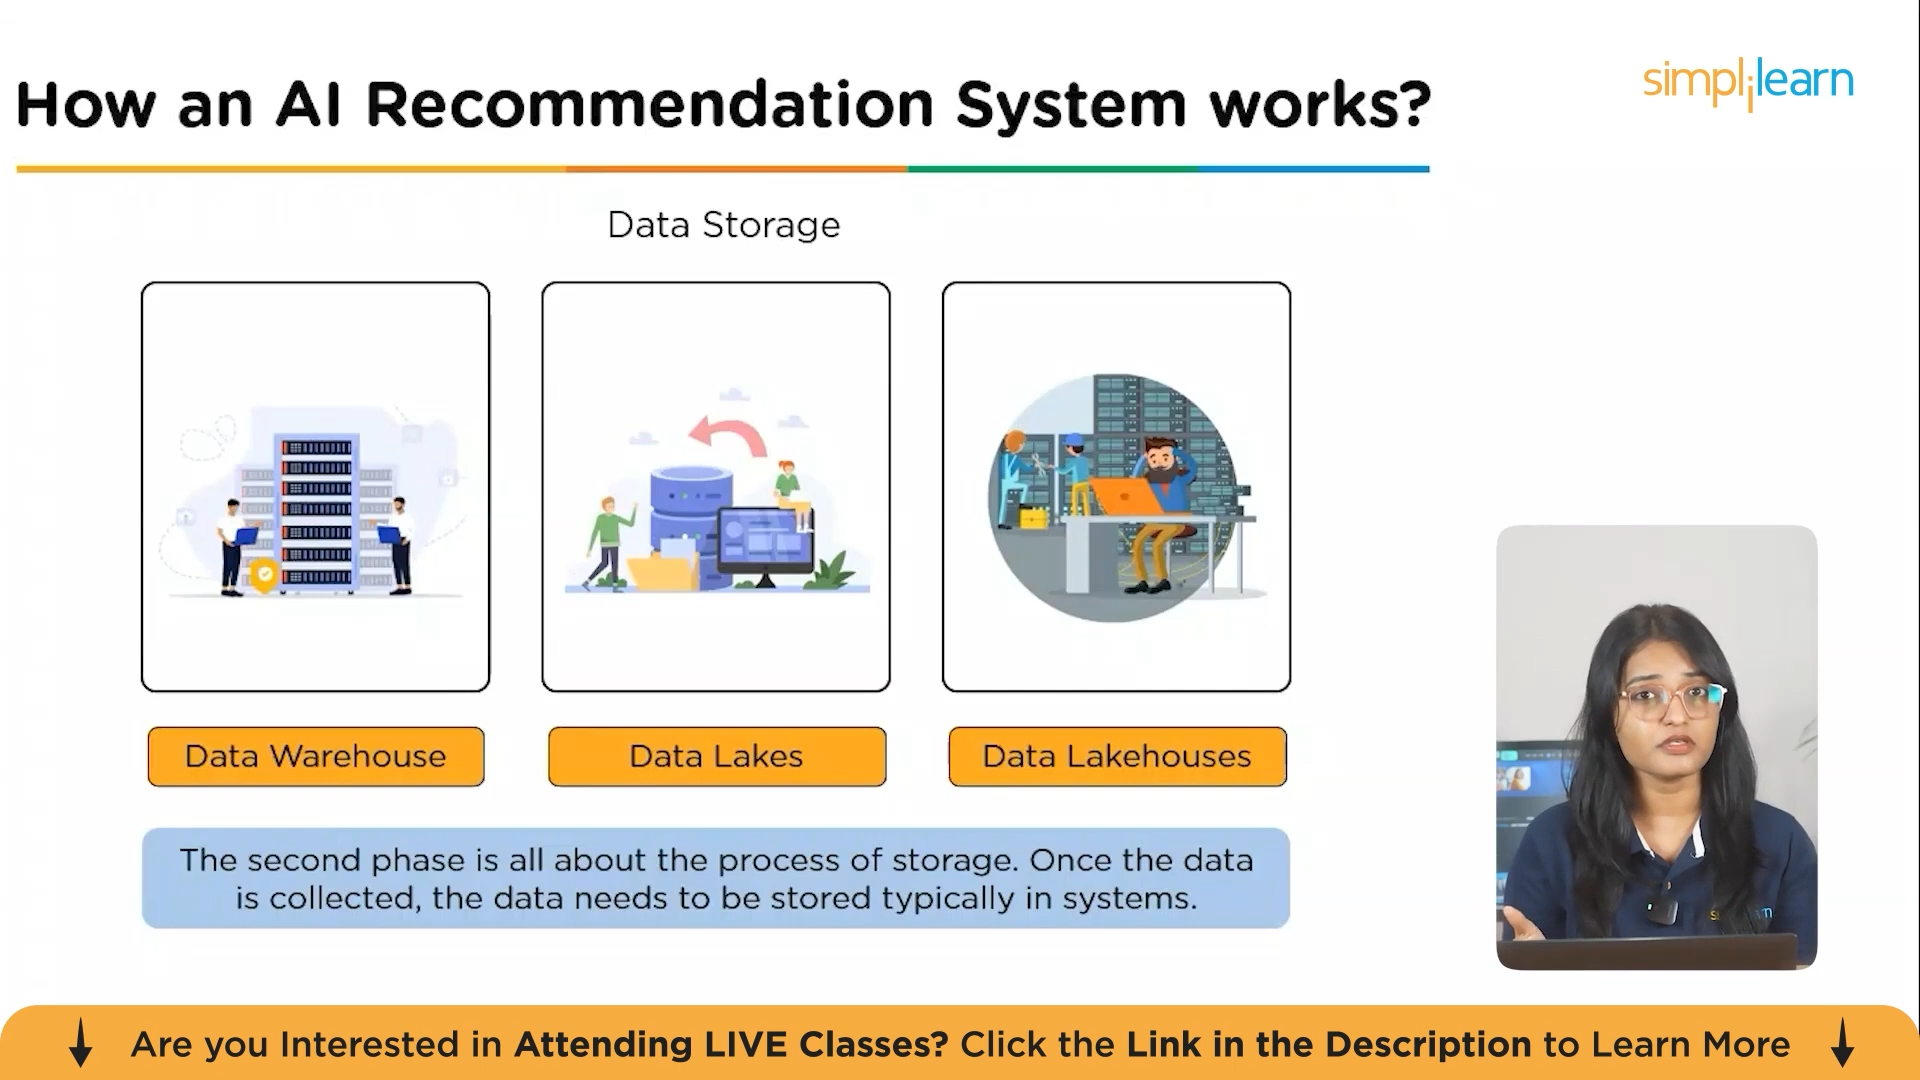 How an AI Recommendation System works?
simplilearn
Data Storage
Data Warehouse
Data Lakes
Data Lakehouses
The second phase is all about the process of storage. Once the data
is collected, the data needs to be stored typically in systems.
Are you Interested in Attending LIVE Classes? Click the Link in the Description to Learn More